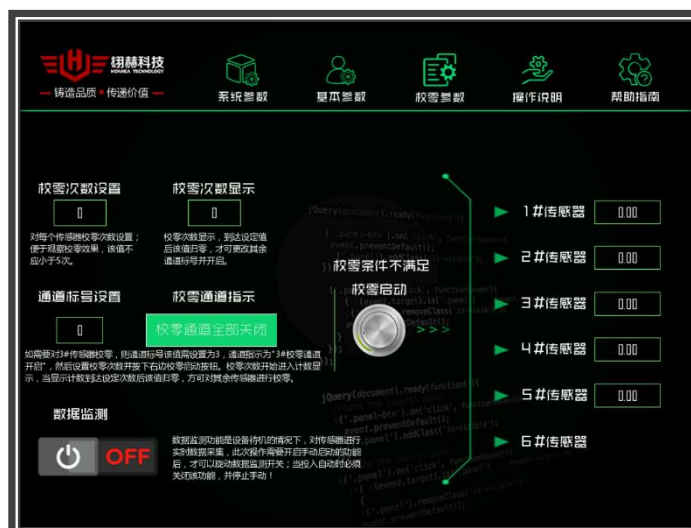 栩赫科技
HONHEA TECHNOLOGY
铸造品质·传递价值
系统参数
基本参数
校零参数
操作说明
帮助指南
校零次数设置
校零次数显示
0
0
对每个传感器校零次数设置；
便于观察校零效果，该值不
应小于5次。
校零次数显示，到达设定值
后该值归零，才可更改其余
通道标号并开启。
通道标号设置
校零通道指示
0
校零通道全部关闭
如需要对3#传感器校零，则通道标号该值需设置为3，通道指示为"3#校零通道
开启"，然后设置校零次数并按下右边校零启动按钮。校零次数开始进入计数显
示，当显示计数到达设定次数后该值归零，方可对其余传感器进行校零。
校零条件不满足
校零启动
>>>
数据监测
OFF
数据监测功能是设备待机的情况下，对传感器进行
实时数据采集，此次操作需要开启手动启动的功能
后，才可以旋动数据监测开关；当投入自动时必须
关闭该功能，并停止手动！
1#传感器
0.00
2#传感器
0.00
3#传感器
0.00
4#传感器
0.00
5#传感器
0.00
6#传感器
jQuery(document).ready(function(){
jQuery(document).ready(function(){